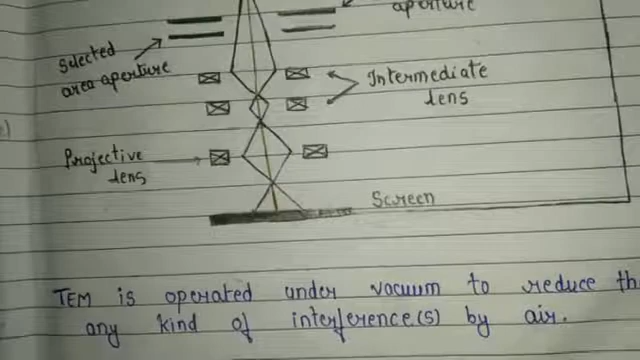 aperture
Selected
area aperture
Intermediate
lens
Projective
lens
Screen
TEM is operated under vacuum to reduce th
any kind of interference(s) by air.